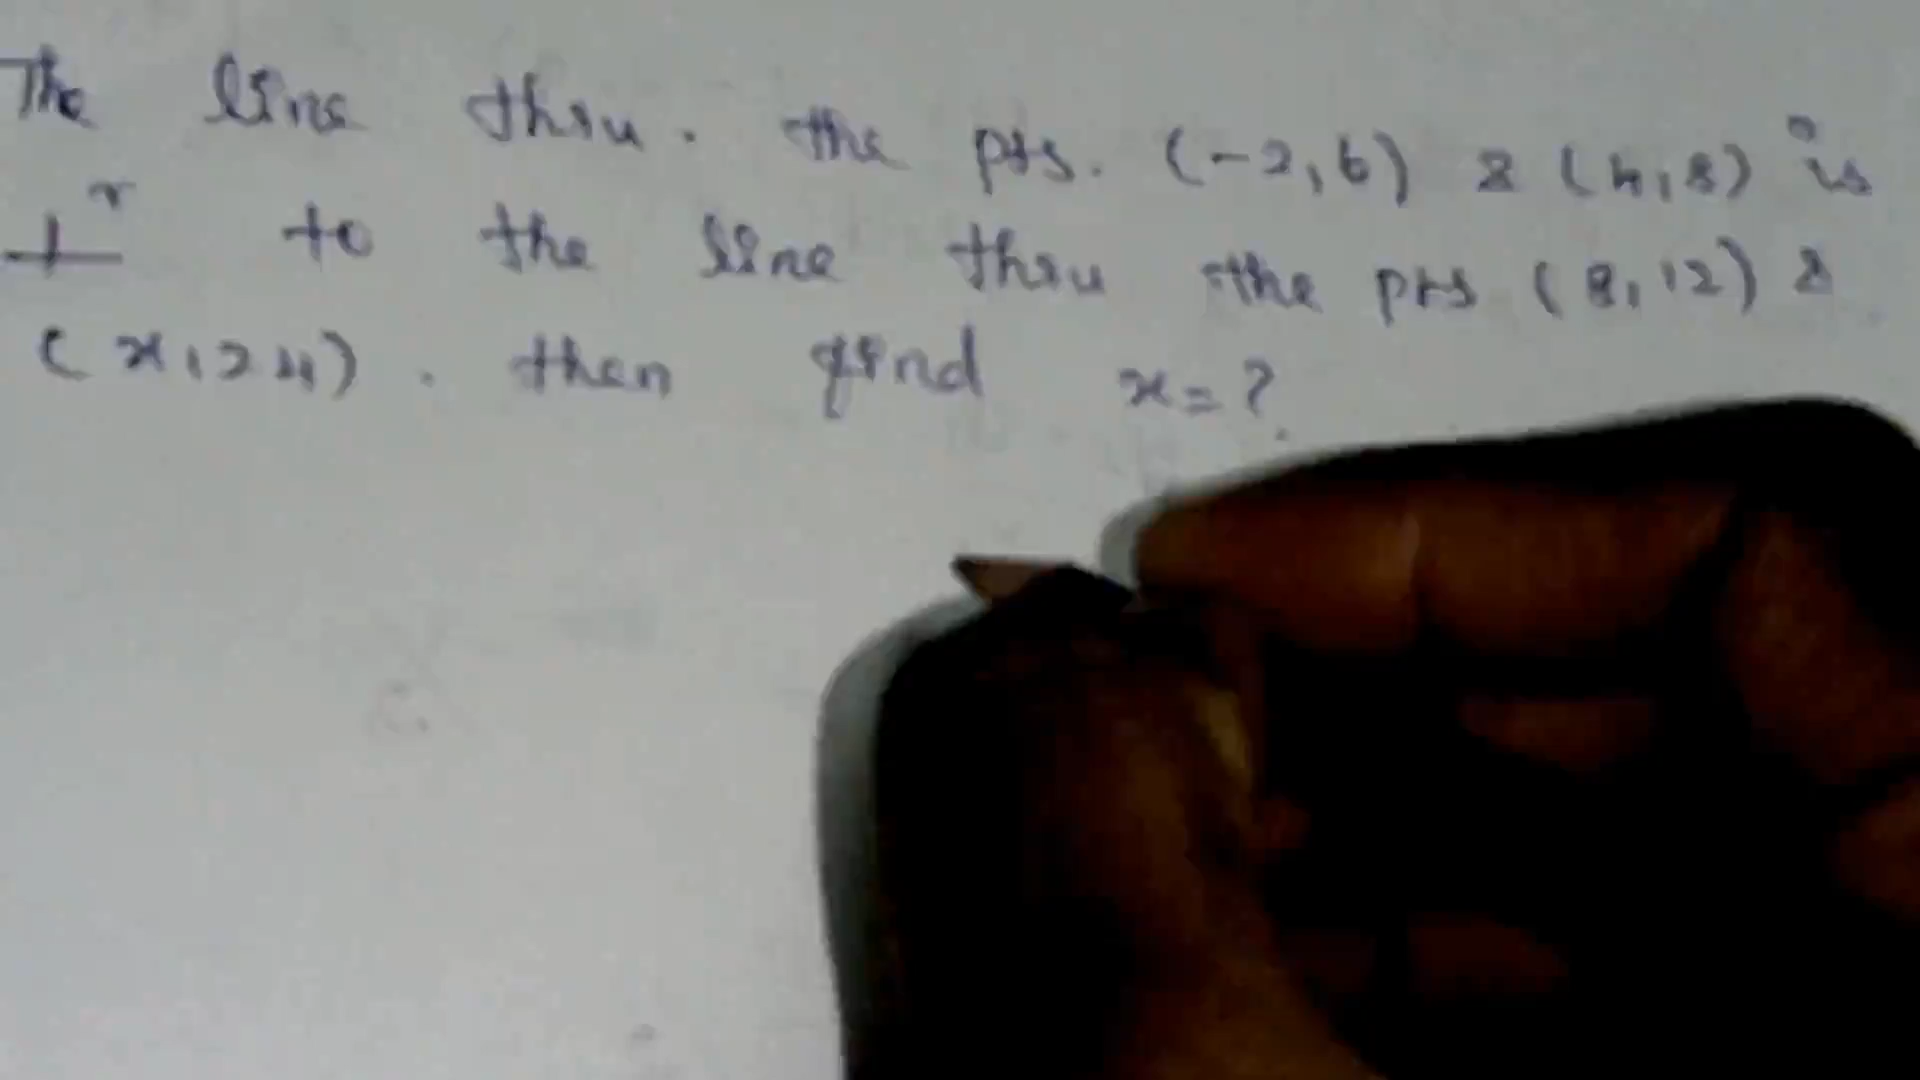 The line thru. the pts. (-2,6) & (4,8) is
⊥r to the line thru the pts (8,12) &
(x,24). then find x=?